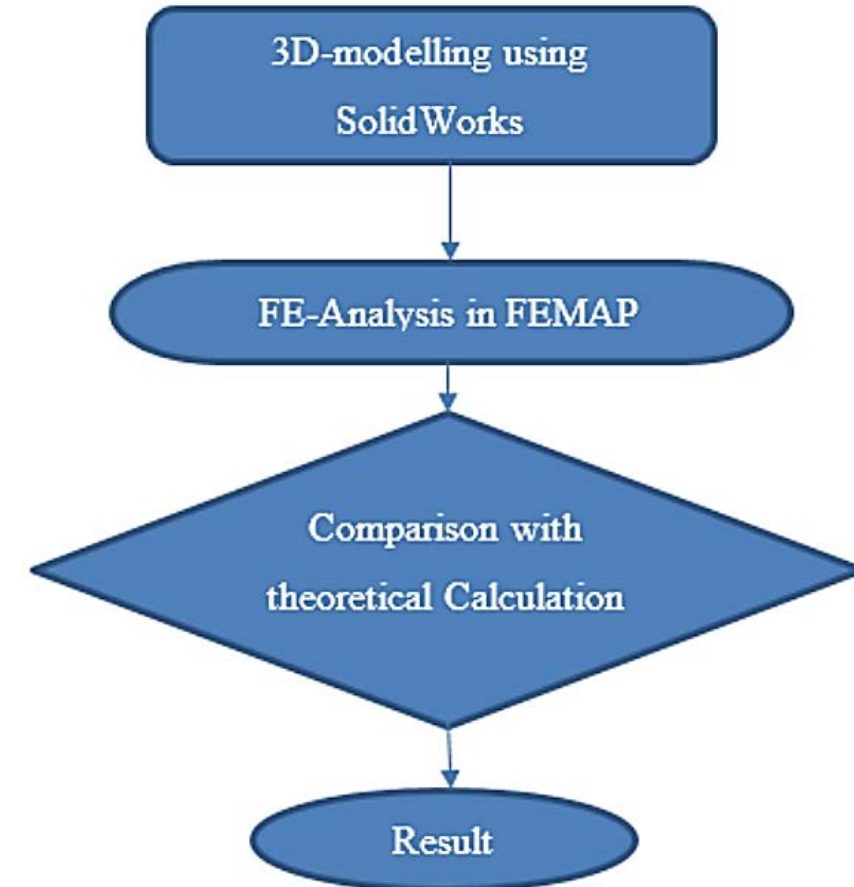 3D-modelling using
SolidWorks
FE-Analysis in FEMAP
Comparison with
theoretical Calculation
Result